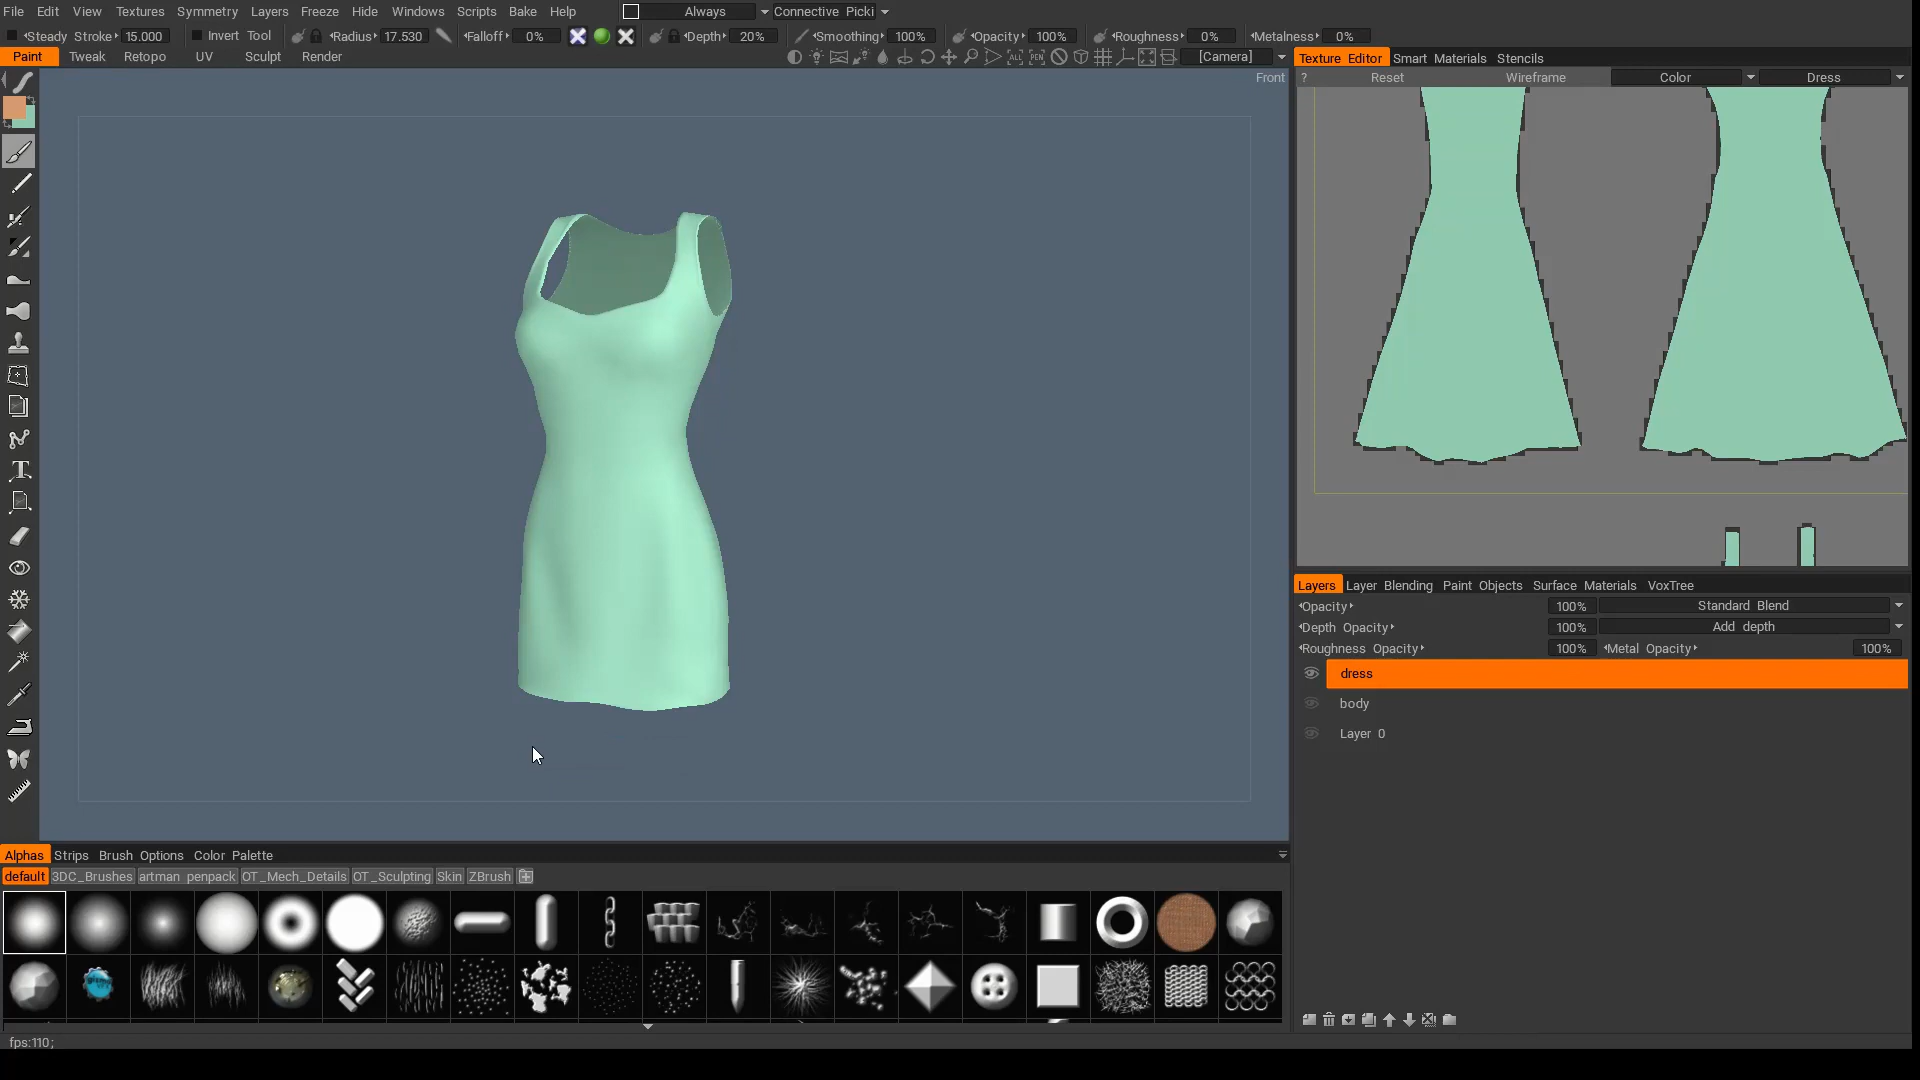 File Edit View Textures Symmetry Layers Freeze Hide Windows Scripts Bake Help Always Connective Picki
Steady Stroke 15.000 Invert Tool Radius 17.530 Falloff 0% Depth 20% Smoothing 100% Opacity 100% Roughness 0% Metalness 0%
Paint Tweak Retopo UV Sculpt Render ALL PEN [Camera]
Texture Editor Smart Materials Stencils
Front
? Reset Wireframe Color Dress
Layers Layer Blending Paint Objects Surface Materials VoxTree
Opacity 100% Standard Blend
Depth Opacity 100% Add depth
Roughness Opacity 100% Metal Opacity 100%
dress
body
Layer 0
Alphas Strips Brush Options Color Palette
default 3DC_Brushes artman penpack OT_Mech_Details OT_Sculpting Skin ZBrush
fps:110;